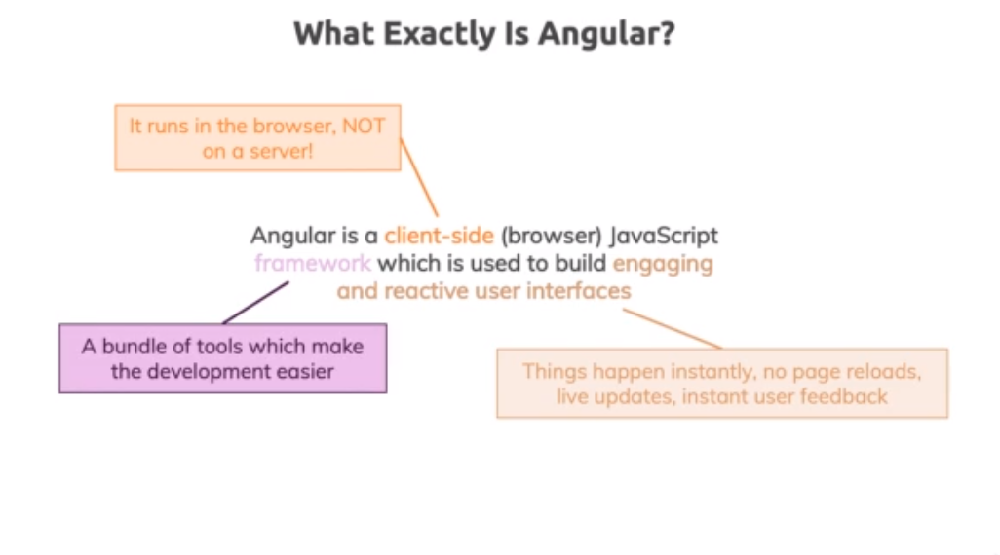 What Exactly Is Angular?
It runs in the browser, NOT
on a server!
Angular is a client-side (browser) JavaScript
framework which is used to build engaging
and reactive user interfaces
A bundle of tools which make
the development easier
Things happen instantly, no page reloads,
live updates, instant user feedback